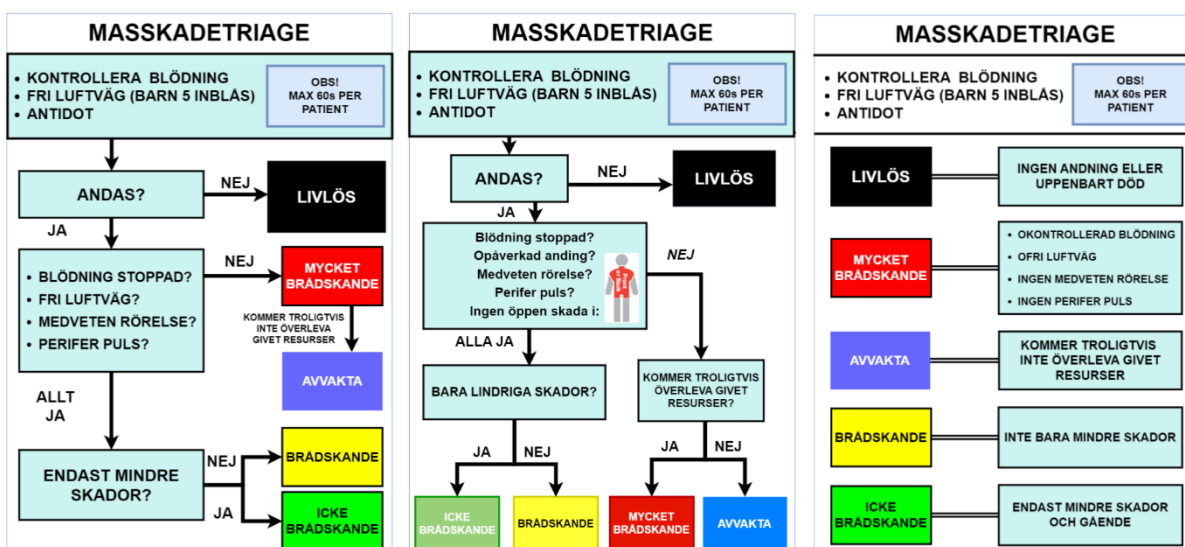 MASSKADETRIAGE
• KONTROLLERA BLÖDNING
• FRI LUFTVÄG (BARN 5 INBLÅS)
• ANTIDOT
OBS!
MAX 60s PER
PATIENT
ANDAS?
NEJ
LIVLÖS
JA
• BLÖDNING STOPPAD?
• FRI LUFTVÄG?
• MEDVETEN RÖRELSE?
• PERIFER PULS?
NEJ
MYCKET
BRÅDSKANDE
KOMMER TROLIGTVIS
INTE ÖVERLEVA
GIVET RESURSER
AVVAKTA
ALLT
JA
ENDAST MINDRE
SKADOR?
NEJ
BRÅDSKANDE
JA
ICKE
BRÅDSKANDE
MASSKADETRIAGE
• KONTROLLERA BLÖDNING
• FRI LUFTVÄG (BARN 5 INBLÅS)
• ANTIDOT
OBS!
MAX 60s PER
PATIENT
ANDAS?
NEJ
LIVLÖS
JA
Blödning stoppad?
Opåverkad anding?
Medveten rörelse?
Perifer puls?
Ingen öppen skada i:
Front
or Back
NEJ
ALLA JA
BARA LINDRIGA SKADOR?
KOMMER TROLIGTVIS
ÖVERLEVA GIVET
RESURSER?
JA
NEJ
JA
NEJ
ICKE
BRÅDSKANDE
BRÅDSKANDE
MYCKET
BRÅDSKANDE
AVVAKTA
MASSKADETRIAGE
• KONTROLLERA BLÖDNING
• FRI LUFTVÄG (BARN 5 INBLÅS)
• ANTIDOT
OBS!
MAX 60s PER
PATIENT
LIVLÖS
INGEN ANDNING ELLER
UPPENBART DÖD
MYCKET
BRÅDSKANDE
• OKONTROLLERAD BLÖDNING
• OFRI LUFTVÄG
• INGEN MEDVETEN RÖRELSE
• INGEN PERIFER PULS
AVVAKTA
KOMMER TROLIGTVIS
INTE ÖVERLEVA GIVET
RESURSER
BRÅDSKANDE
INTE BARA MINDRE SKADOR
ICKE
BRÅDSKANDE
ENDAST MINDRE SKADOR
OCH GÅENDE